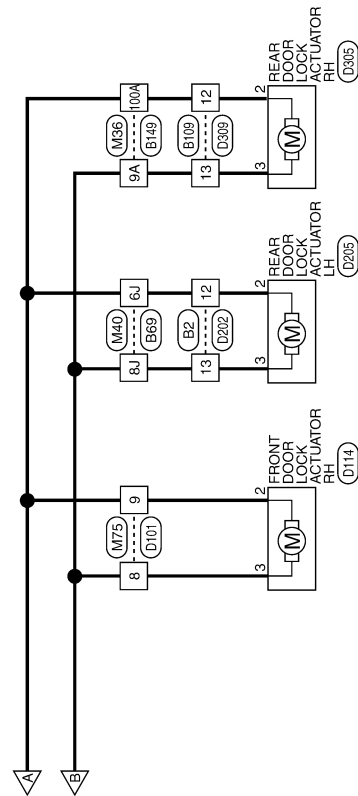 A
B
100A
M36
B149
9A
12
B109
D309
13
2
3
M
REAR
DOOR
LOCK
ACTUATOR
RH
D305
6J
M40
B69
8J
12
B2
D202
13
2
3
M
REAR
DOOR
LOCK
ACTUATOR
LH
D205
9
M75
D101
8
2
3
M
FRONT
DOOR
LOCK
ACTUATOR
RH
D114